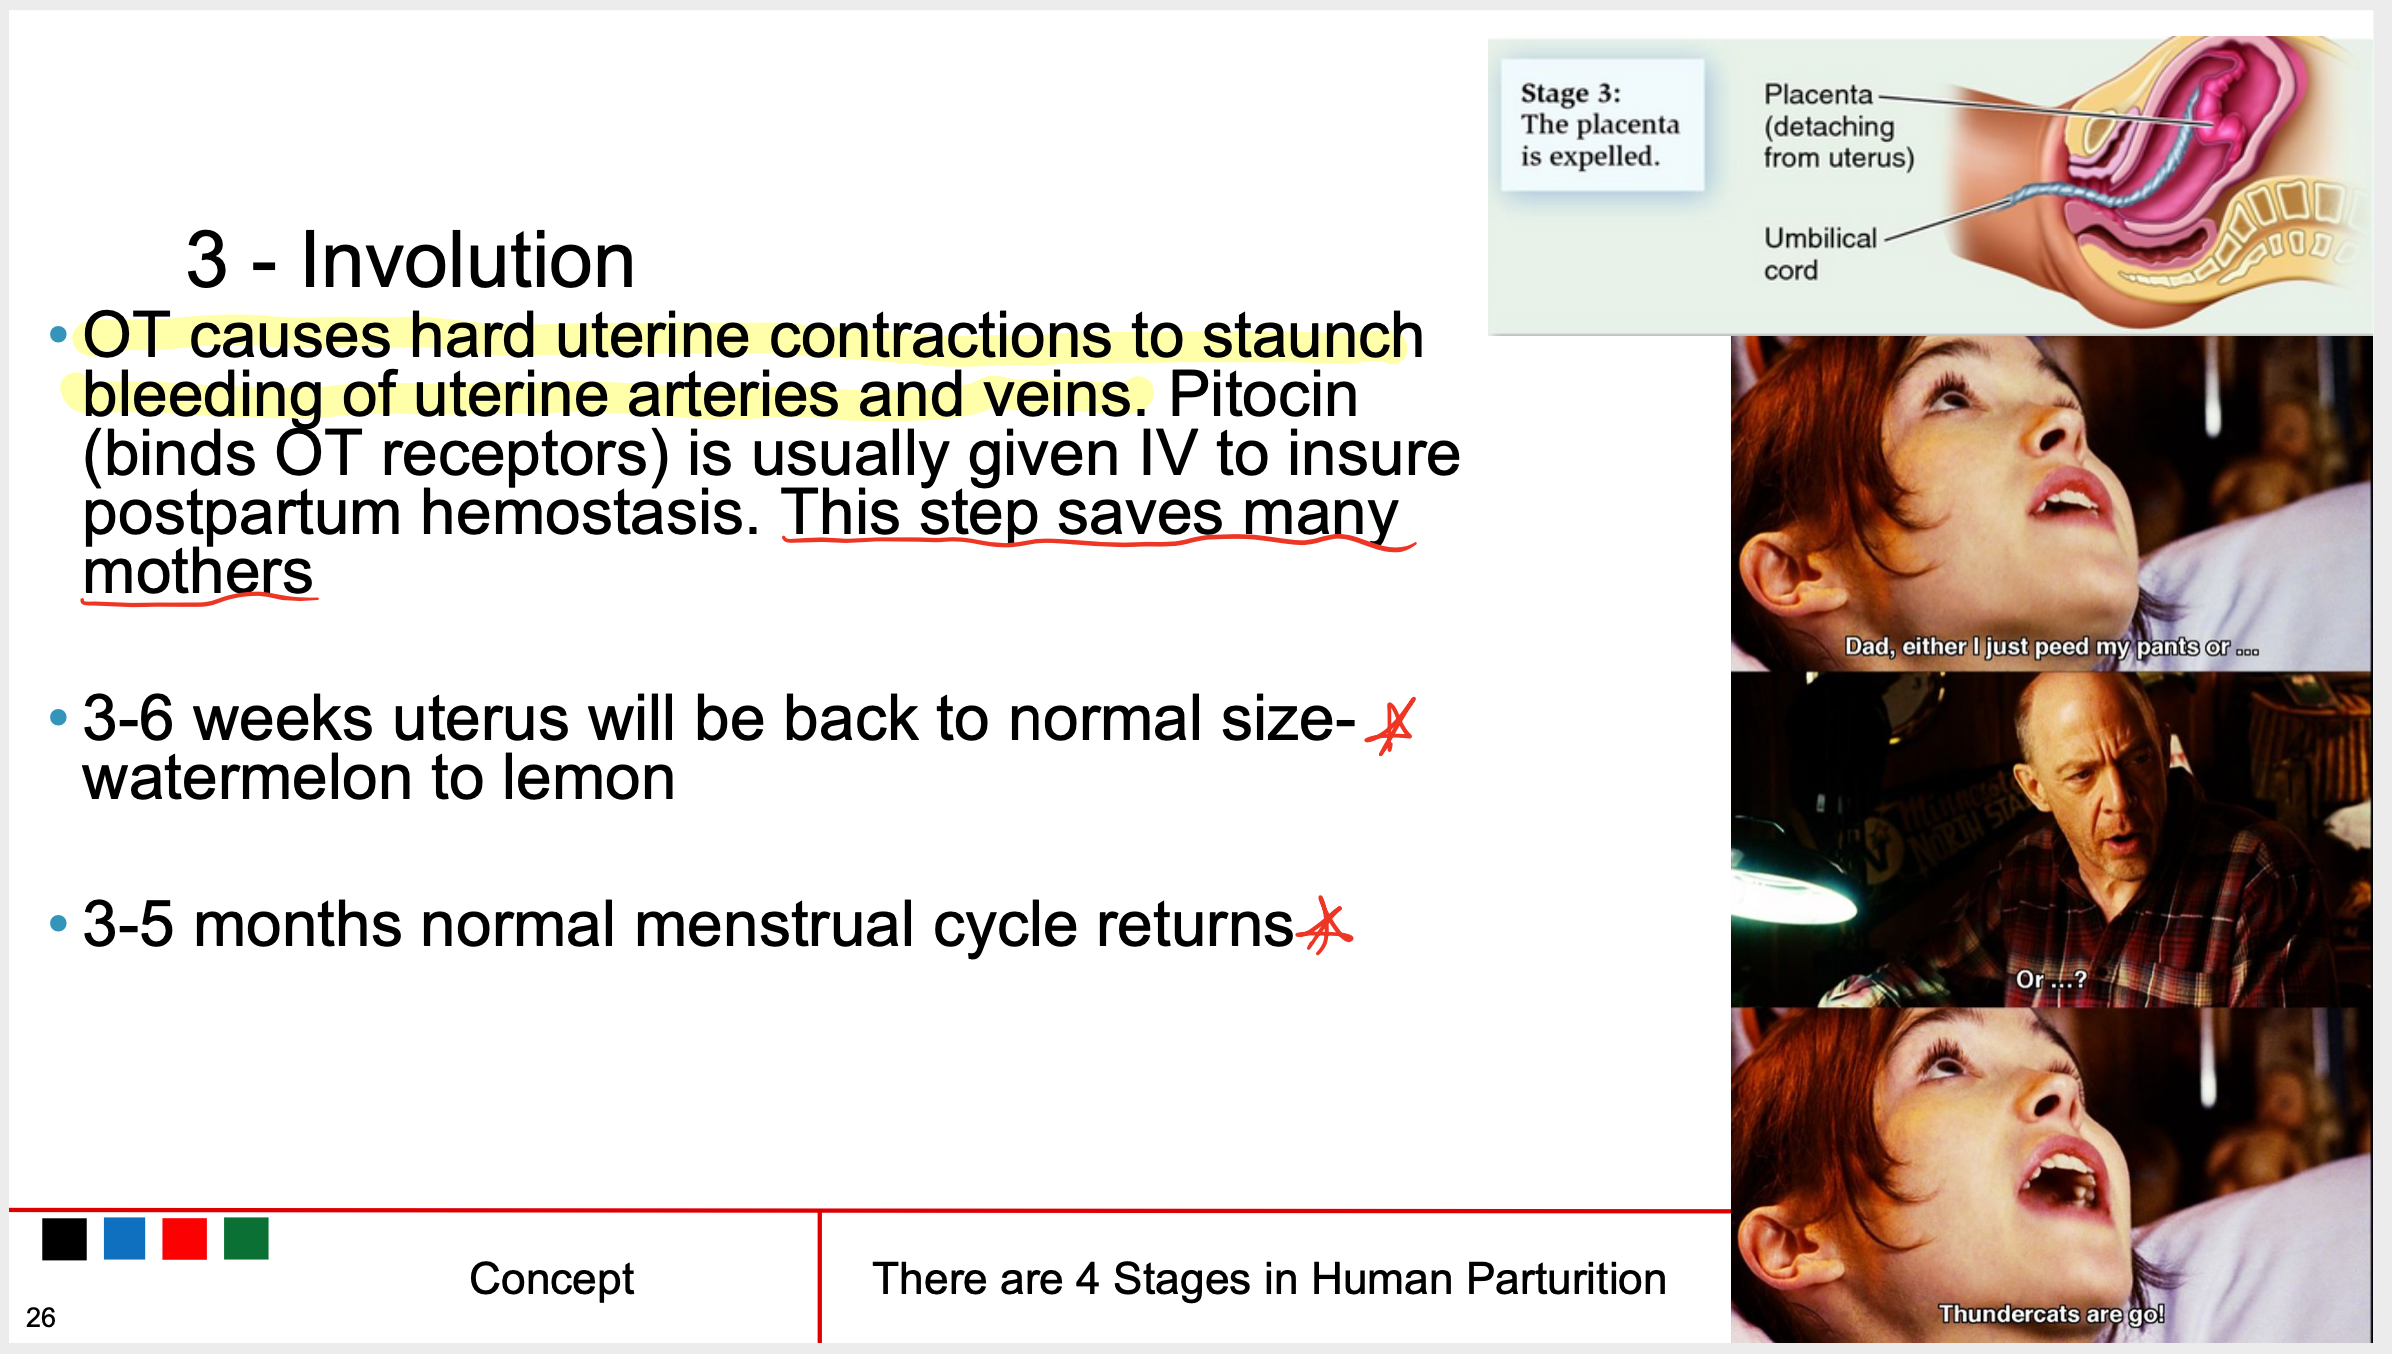 Stage 3:
The placenta
is expelled.
Placenta
(detaching
from uterus)
Umbilical
cord
3 - Involution
• OT causes hard uterine contractions to staunch
bleeding of uterine arteries and veins. Pitocin
(binds OT receptors) is usually given IV to insure
postpartum hemostasis. This step saves many
mothers
• 3-6 weeks uterus will be back to normal size-
watermelon to lemon
• 3-5 months normal menstrual cycle returns
Dad, either I just peed my pants or ...
Minnesota
NORTH STA
Or ...?
Thundercats are go!
Concept
There are 4 Stages in Human Parturition
26